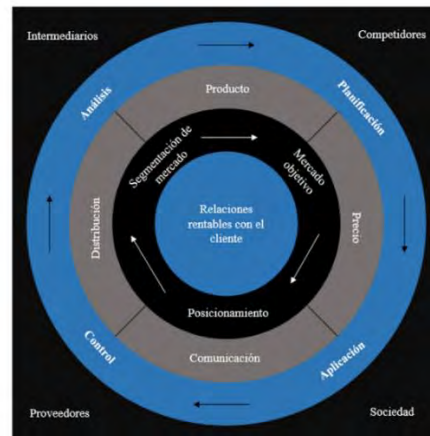 Intermediarios
Competidores
Análisis
Planificación
Producto
Segmentación de
mercado
Mercado
objetivo
Distribución
Relaciones
rentables con el
cliente
Precio
Posicionamiento
Comunicación
Control
Aplicación
Proveedores
Sociedad